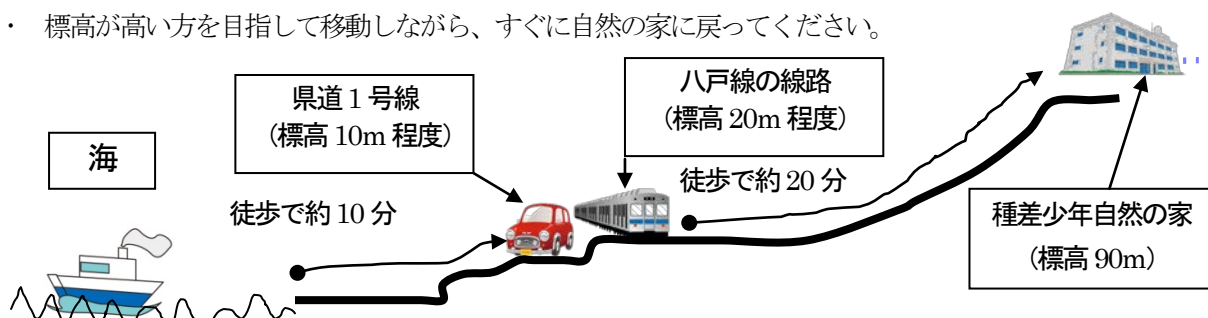 ・ 標高が高い方を目指して移動しながら、すぐに自然の家に戻ってください。
県道1号線
（標高 10m 程度）
八戸線の線路
（標高 20m 程度）
海
徒歩で約 10 分
徒歩で約 20 分
種差少年自然の家
（標高 90m）